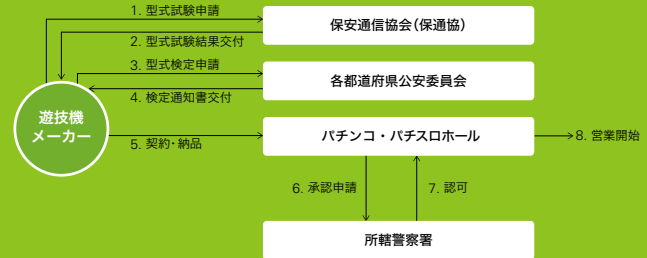 1. 型式試験申請
保安通信協会(保通協)
2. 型式試験結果交付
3. 型式検定申請
各都道府県公安委員会
4. 検定通知書交付
遊技機
メーカー
5. 契約・納品
パチンコ・パチスロホール
8. 営業開始
6. 承認申請
7. 認可
所轄警察署